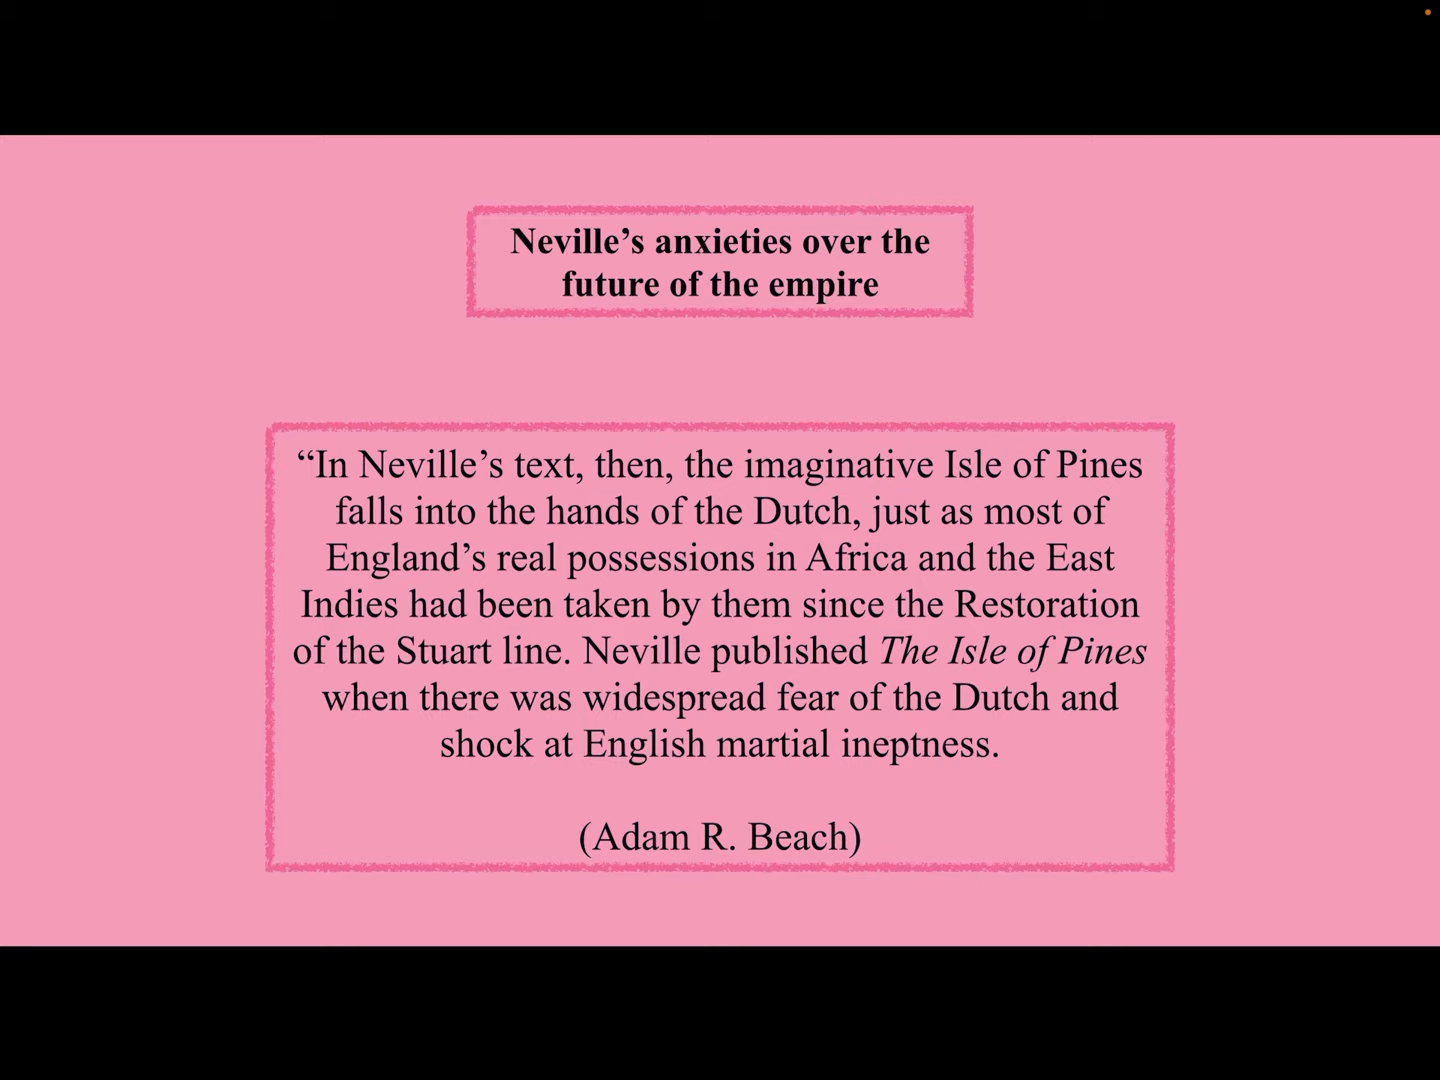 Neville’s anxieties over the
future of the empire
“In Neville’s text, then, the imaginative Isle of Pines
falls into the hands of the Dutch, just as most of
England’s real possessions in Africa and the East
Indies had been taken by them since the Restoration
of the Stuart line. Neville published The Isle of Pines
when there was widespread fear of the Dutch and
shock at English martial ineptness.
(Adam R. Beach)